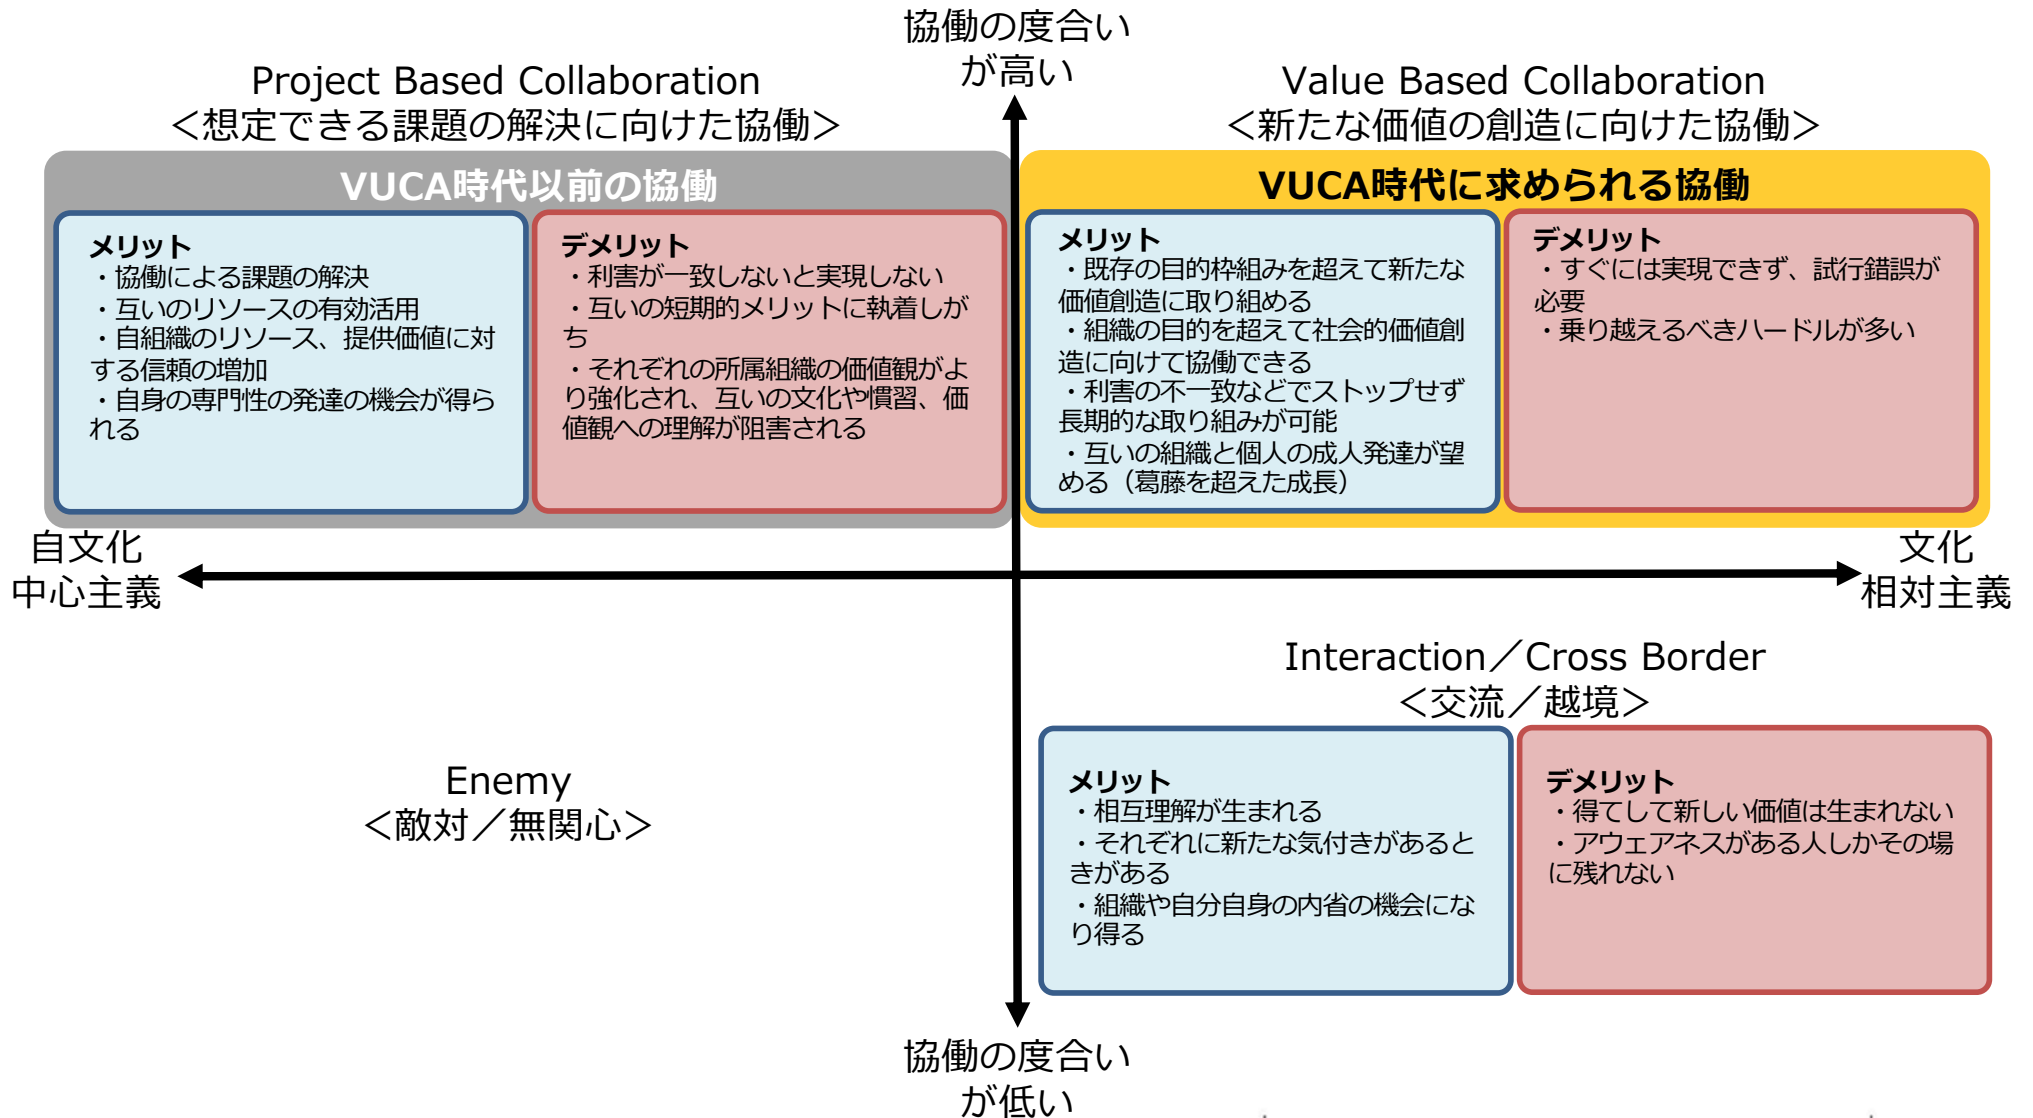 協働の度合い
が高い
Project Based Collaboration
＜想定できる課題の解決に向けた協働＞
Value Based Collaboration
＜新たな価値の創造に向けた協働＞
VUCA時代以前の協働
メリット
・協働による課題の解決
・互いのリソースの有効活用
・自組織のリソース、提供価値に対
する信頼の増加
・自身の専門性の発達の機会が得ら
れる
デメリット
・利害が一致しないと実現しない
・互いの短期的メリットに執着しが
ち
・それぞれの所属組織の価値観がよ
り強化され、互いの文化や慣習、価
値観への理解が阻害される
VUCA時代に求められる協働
メリット
・既存の目的枠組みを超えて新たな
価値創造に取り組める
・組織の目的を超えて社会的価値創
造に向けて協働できる
・利害の不一致などでストップせず
長期的な取り組みが可能
・互いの組織と個人の成人発達が望
める（葛藤を超えた成長）
デメリット
・すぐには実現できず、試行錯誤が
必要
・乗り越えるべきハードルが多い
自文化
中心主義
文化
相対主義
Enemy
＜敵対／無関心＞
Interaction／Cross Border
＜交流／越境＞
メリット
・相互理解が生まれる
・それぞれに新たな気付きがあると
きがある
・組織や自分自身の内省の機会にな
り得る
デメリット
・得てして新しい価値は生まれない
・アウェアネスがある人しかその場
に残れない
協働の度合い
が低い